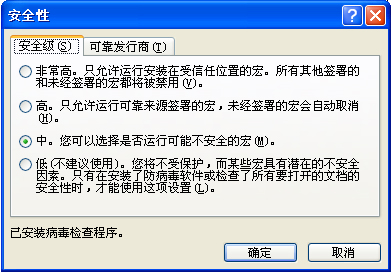 安全性
安全级(S)
可靠发行商(T)
非常高。只允许运行安装在受信任位置的宏。所有其他签署的
和未经签署的宏都将被禁用(V)。
高。只允许运行可靠来源签署的宏，未经签署的宏会自动取消
(H)。
中。您可以选择是否运行可能不安全的宏(M)。
低(不建议使用)。您将不受保护，而某些宏具有潜在的不安全
因素。只有在安装了防病毒软件或检查了所有要打开的文档的
安全性时，才能使用这项设置(L)。
已安装病毒检查程序。
确定
取消